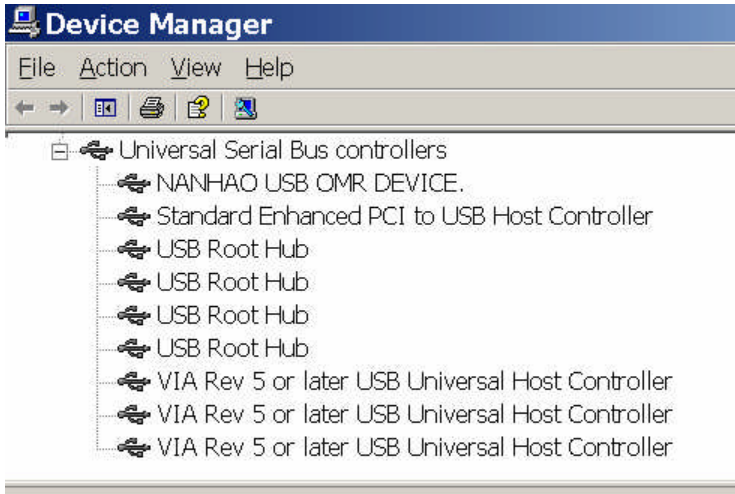 Device Manager
File Action View Help
Universal Serial Bus controllers
NANHAO USB OMR DEVICE.
Standard Enhanced PCI to USB Host Controller
USB Root Hub
USB Root Hub
USB Root Hub
USB Root Hub
VIA Rev 5 or later USB Universal Host Controller
VIA Rev 5 or later USB Universal Host Controller
VIA Rev 5 or later USB Universal Host Controller